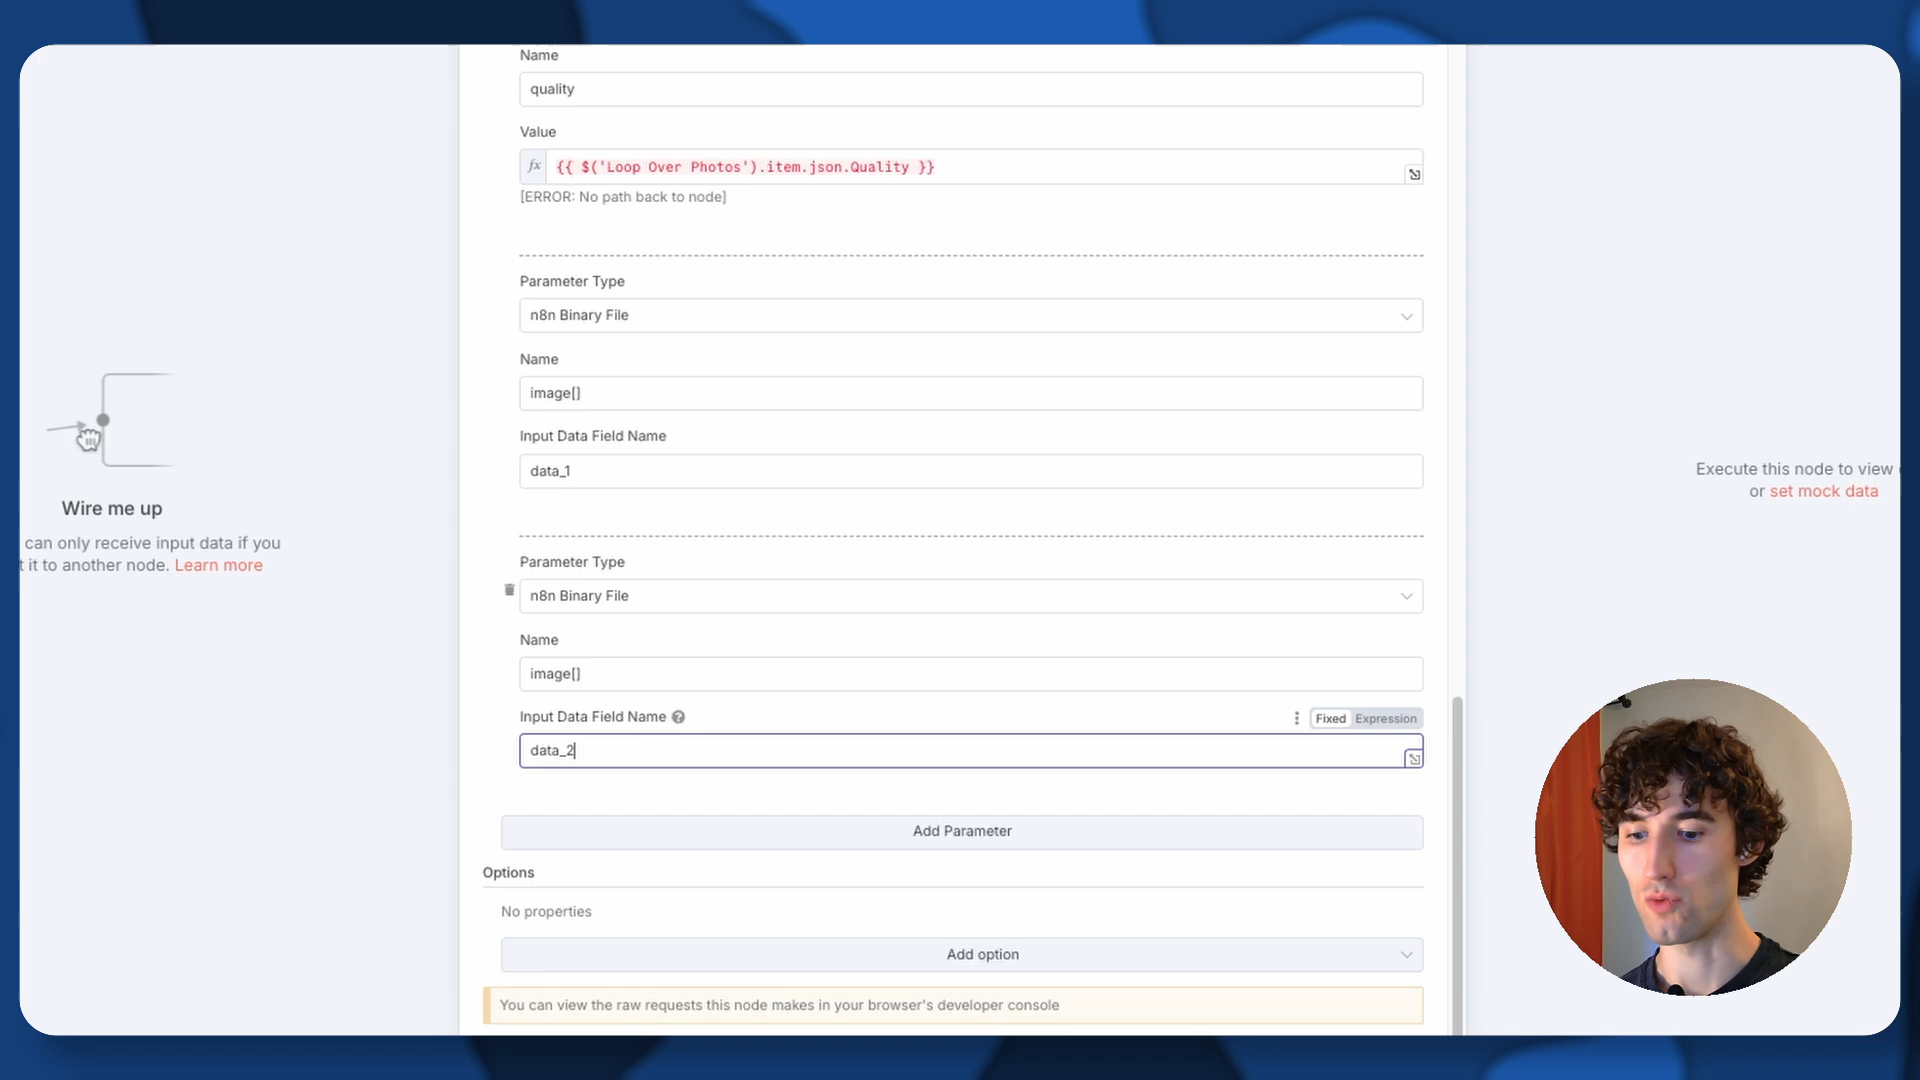 Name
quality
Value
fx {{ $('Loop Over Photos').item.json.Quality }}
[ERROR: No path back to node]
Parameter Type
n8n Binary File
Name
image[]
Input Data Field Name
data_1
Parameter Type
n8n Binary File
Name
image[]
Input Data Field Name
Fixed Expression
data_2
Add Parameter
Options
No properties
Add option
You can view the raw requests this node makes in your browser's developer console
Wire me up
can only receive input data if you
it to another node. Learn more
Execute this node to view
or set mock data